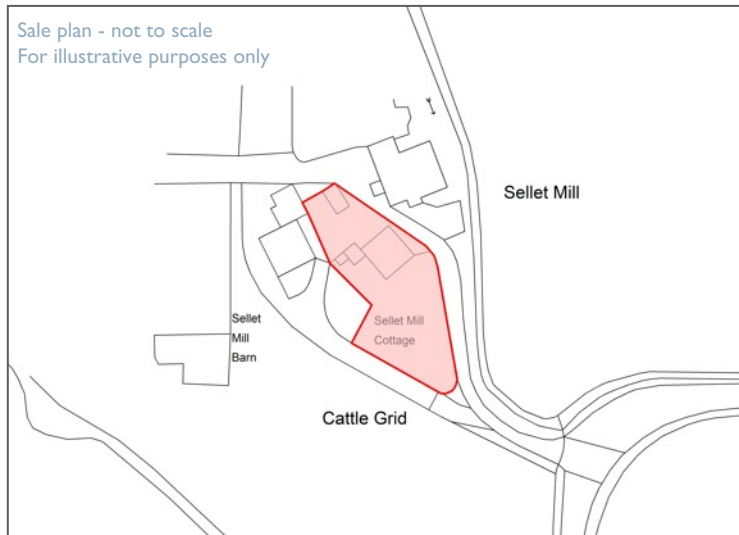 Sale plan - not to scale
For illustrative purposes only
Sellet Mill
Sellet
Mill
Barn
Sellet Mill
Cottage
Cattle Grid